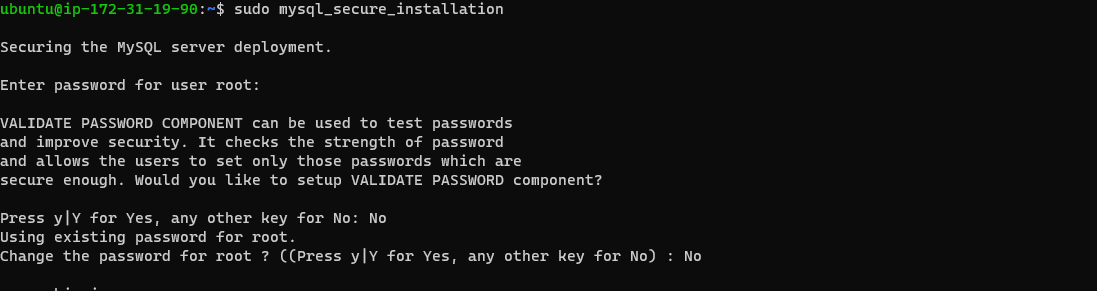 ubuntu@ip-172-31-19-90:~$ sudo mysql_secure_installation
Securing the MySQL server deployment.
Enter password for user root:
VALIDATE PASSWORD COMPONENT can be used to test passwords
and improve security. It checks the strength of password
and allows the users to set only those passwords which are
secure enough. Would you like to setup VALIDATE PASSWORD component?
Press y|Y for Yes, any other key for No: No
Using existing password for root.
Change the password for root ? ((Press y|Y for Yes, any other key for No) : No